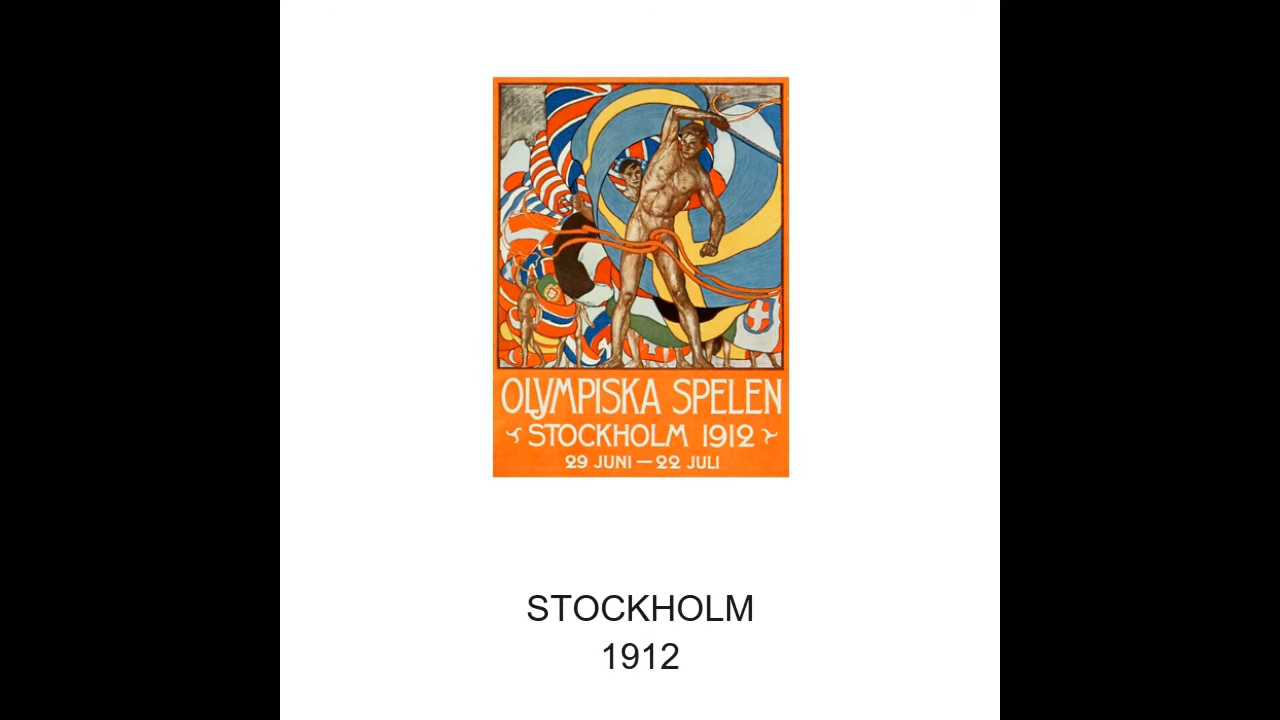 OLYMPISKA SPELEN
STOCKHOLM 1912
29 JUNI — 22 JULI
STOCKHOLM
1912